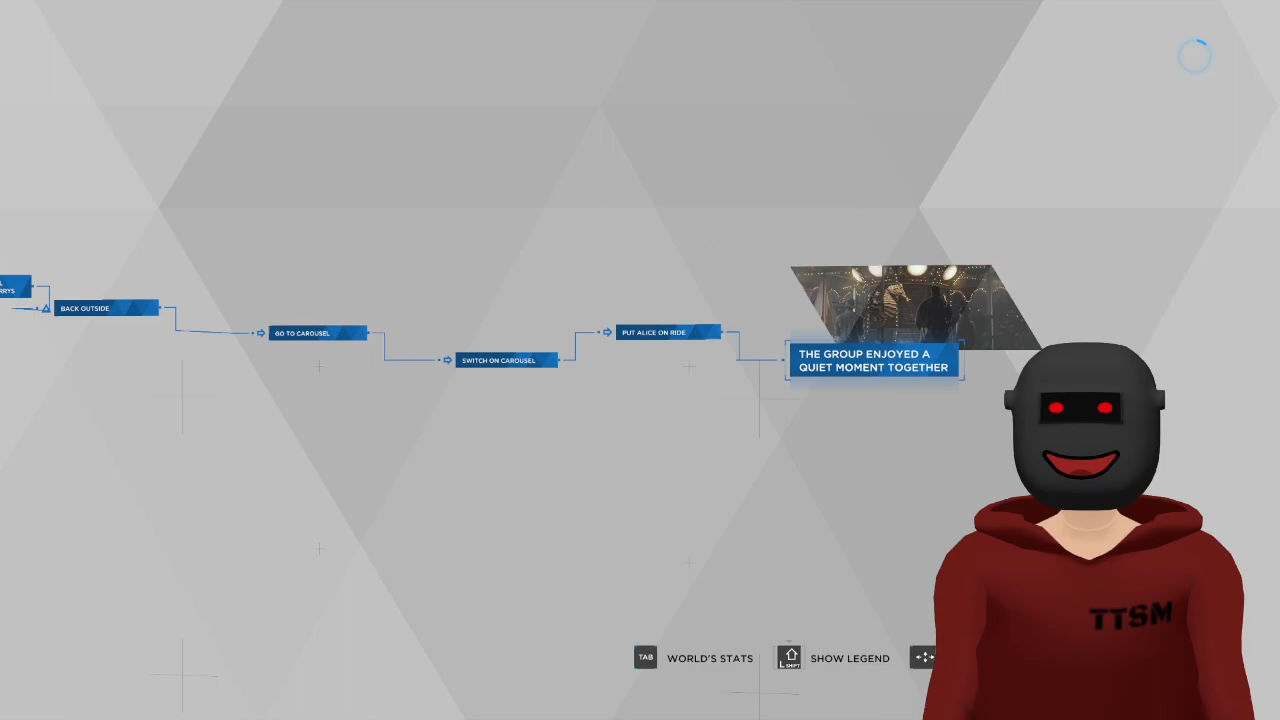 RRYS
BACK OUTSIDE
GO TO CAROUSEL
SWITCH ON CAROUSEL
PUT ALICE ON RIDE
THE GROUP ENJOYED A
QUIET MOMENT TOGETHER
TTSM
TAB WORLD'S STATS
L SHIFT SHOW LEGEND